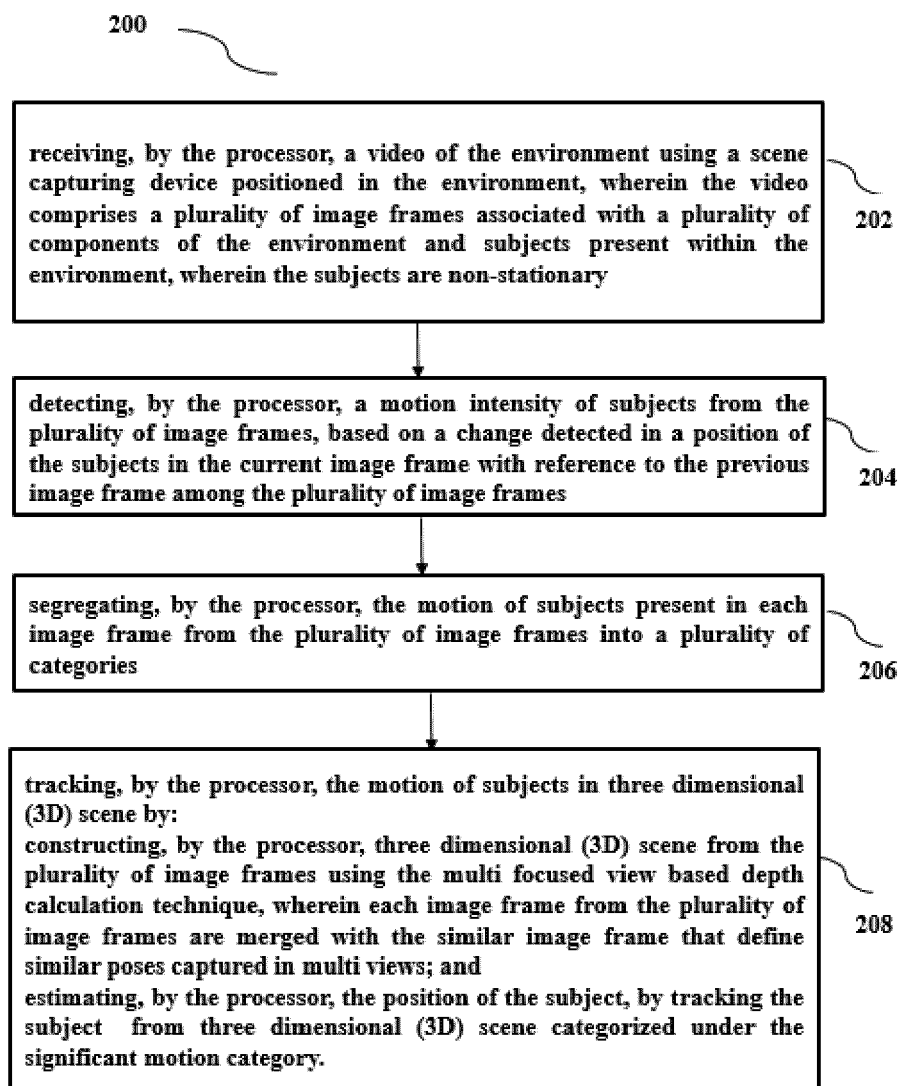 200
receiving, by the processor, a video of the environment using a scene
capturing device positioned in the environment, wherein the video
comprises a plurality of image frames associated with a plurality of
components of the environment and subjects present within the
environment, wherein the subjects are non-stationary
202
detecting, by the processor, a motion intensity of subjects from the
plurality of image frames, based on a change detected in a position of
the subjects in the current image frame with reference to the previous
image frame among the plurality of image frames
204
segregating, by the processor, the motion of subjects present in each
image frame from the plurality of image frames into a plurality of
categories
206
tracking, by the processor, the motion of subjects in three dimensional
(3D) scene by:
constructing, by the processor, three dimensional (3D) scene from the
plurality of image frames using the multi focused view based depth
calculation technique, wherein each image frame from the plurality of
image frames are merged with the similar image frame that define
similar poses captured in multi views; and
estimating, by the processor, the position of the subject, by tracking the
subject from three dimensional (3D) scene categorized under the
significant motion category.
208